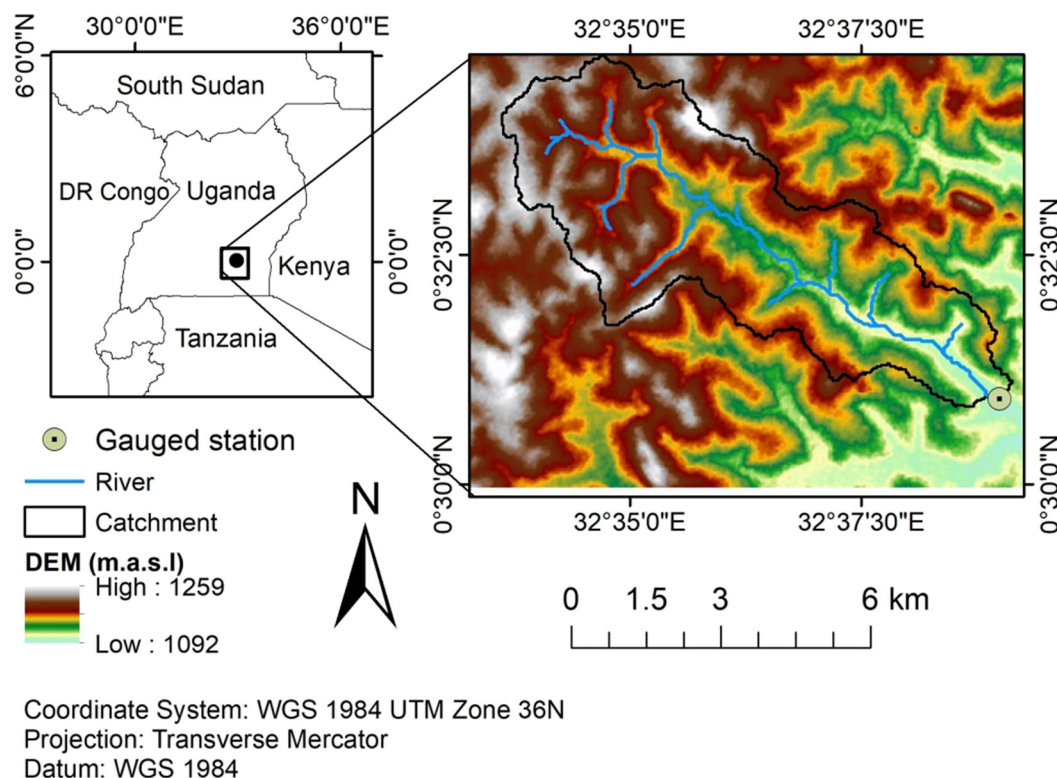 30°0'0"E 36°0'0"E
6°0'0"N
South Sudan
DR Congo Uganda
0°0'0"
Kenya
0°0'0"
Tanzania
32°35'0"E 32°37'30"E
0°32'30"N
0°32'30"N
0°30'0"N
0°30'0"N
32°35'0"E 32°37'30"E
Gauged station
River
Catchment
DEM (m.a.s.l)
High : 1259
Low : 1092
N
0 1.5 3 6 km
Coordinate System: WGS 1984 UTM Zone 36N
Projection: Transverse Mercator
Datum: WGS 1984